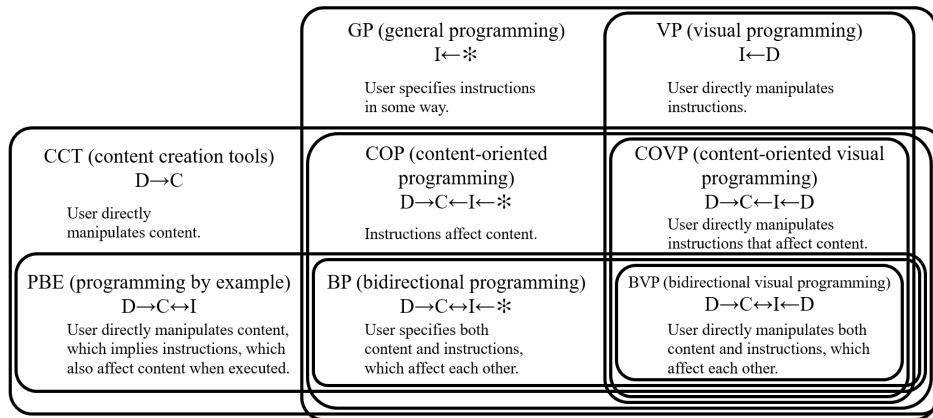 GP (general programming)
I←✻
User specifies instructions
in some way.
VP (visual programming)
I←D
User directly manipulates
instructions.
CCT (content creation tools)
D→C
User directly
manipulates content.
COP (content-oriented
programming)
D→C←I←✻
Instructions affect content.
COVP (content-oriented visual
programming)
D→C←I←D
User directly manipulates
instructions that affect content.
PBE (programming by example)
D→C↔I
User directly manipulates content,
which implies instructions, which
also affect content when executed.
BP (bidirectional programming)
D→C↔I←✻
User specifies both
content and instructions,
which affect each other.
BVP (bidirectional visual programming)
D→C↔I←D
User directly manipulates both
content and instructions, which
affect each other.